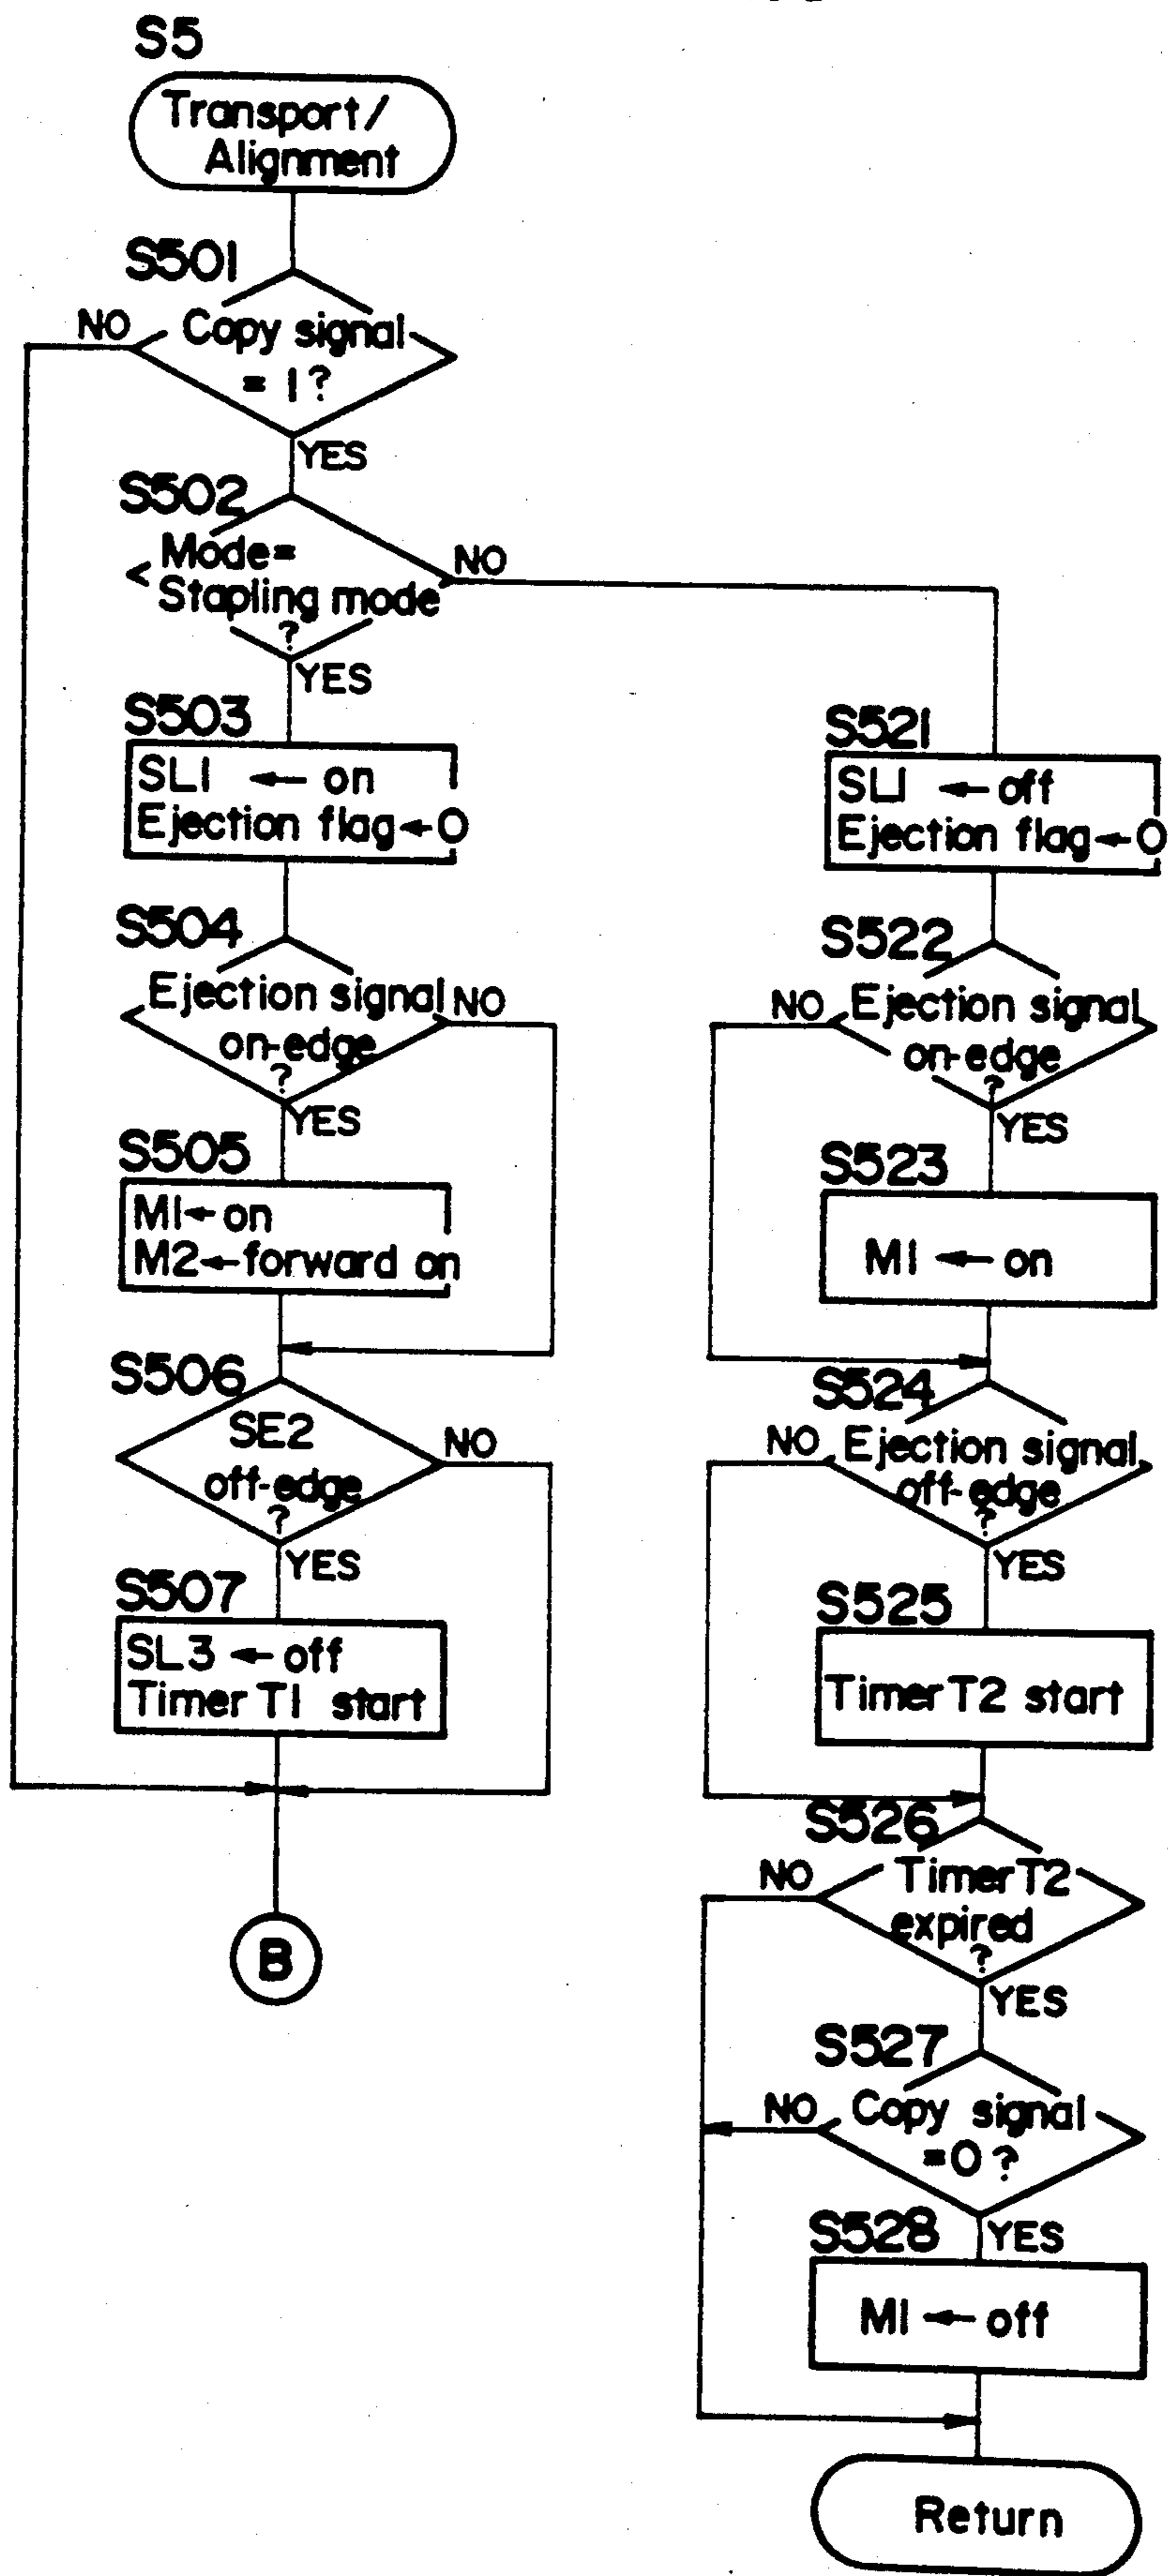 S5
Transport/
Alignment
S501
NO
Copy signal
= 1?
YES
S502
Mode=
Stapling mode
?
NO
YES
S503
SL1 ← on
Ejection flag←0
S504
Ejection signal
on-edge
?
NO
YES
S505
M1←on
M2←forward on
S506
SE2
off-edge
?
NO
YES
S507
SL3 ← off
Timer T1 start
B
S521
SL1 ← off
Ejection flag←0
S522
NO
Ejection signal
on-edge
?
YES
S523
M1 ← on
S524
NO
Ejection signal
off-edge
?
YES
S525
Timer T2 start
S526
NO
Timer T2
expired
?
YES
S527
NO
Copy signal
=0?
YES
S528
M1 ← off
Return